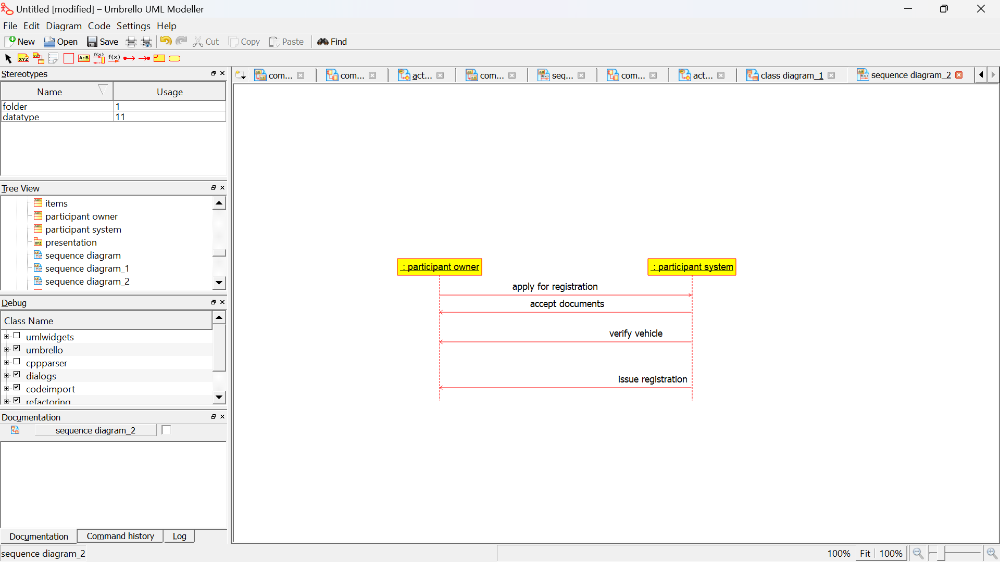 Untitled [modified] – Umbrello UML Modeller
File Edit Diagram Code Settings Help
New Open Save Cut Copy Paste Find
XYZ XYZ A:B f(x) f(x)
Stereotypes
Name Usage
folder 1
datatype 11
Tree View
items
participant owner
participant system
presentation
sequence diagram
sequence diagram_1
sequence diagram_2
Debug
Class Name
umlwidgets
umbrello
cppparser
dialogs
codeimport
refactoring
Documentation
sequence diagram_2
Documentation Command history Log
sequence diagram_2
com... com... act... com... seq... com... act... class diagram_1 sequence diagram_2
: participant owner : participant system
apply for registration
accept documents
verify vehicle
issue registration
100% Fit 100%